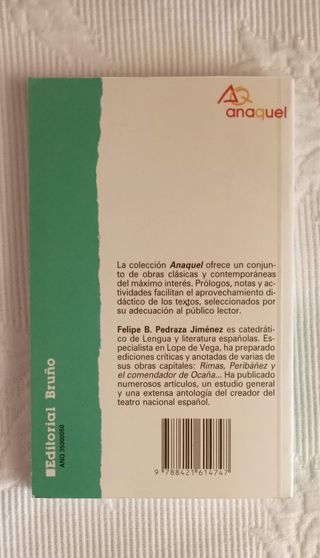 AQ
anaquel
La colección Anaquel ofrece un conjun-
to de obras clásicas y contemporáneas
del máximo interés. Prólogos, notas y ac-
tividades facilitan el aprovechamiento di-
dáctico de los textos, seleccionados por
su adecuación al público lector.
Felipe B. Pedraza Jiménez es catedráti-
co de Lengua y literatura españolas. Es-
pecialista en Lope de Vega, ha preparado
ediciones críticas y anotadas de varias de
sus obras capitales: Rimas, Peribáñez y
el comendador de Ocaña... Ha publicado
numerosos artículos, un estudio general
y una extensa antología del creador del
teatro nacional español.
9 788421 614747
Editorial Bruño
ANQ 35000050